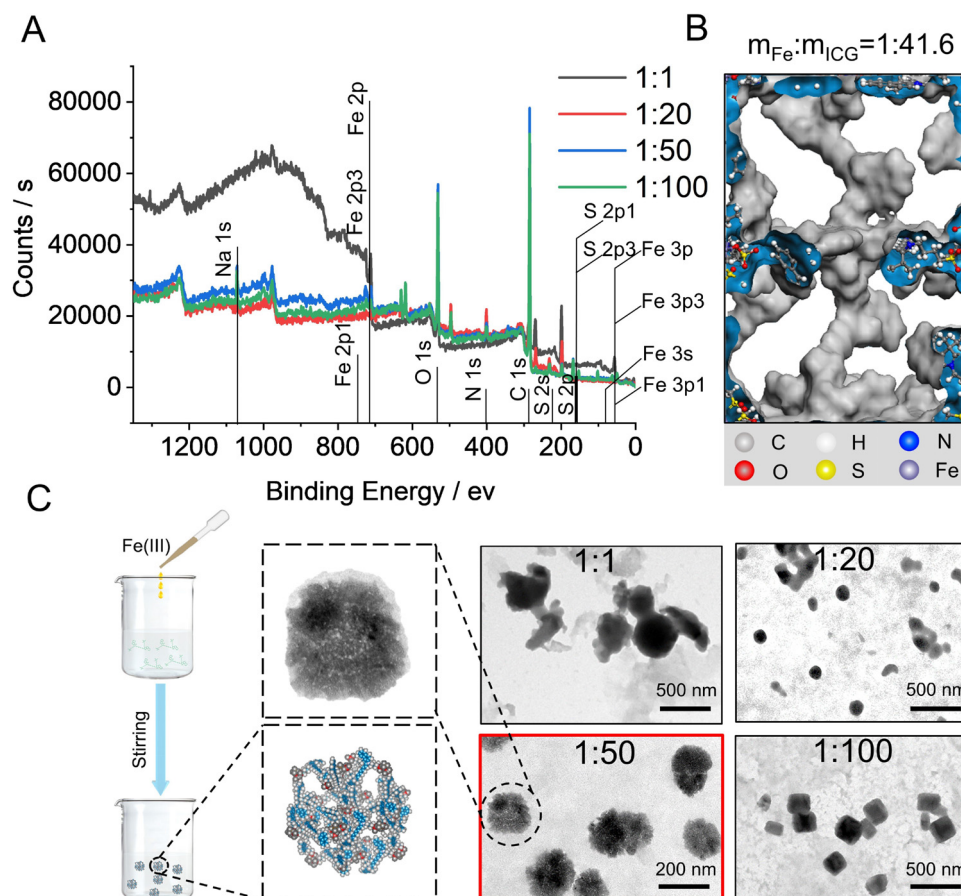 A
80000
60000
40000
20000
0
Counts / s
1200
1000
800
600
400
200
0
Binding Energy / ev
1:1
1:20
1:50
1:100
Na 1s
Fe 2p3
Fe 2p
Fe 2p1
O 1s
N 1s
C 1s
S 2s
S 2p
S 2p1
S 2p3
Fe 3p
Fe 3p3
Fe 3s
Fe 3p1
B
mFe:mICG=1:41.6
C
H
N
O
S
Fe
C
Fe(III)
Stirring
1:1
500 nm
1:20
500 nm
1:50
200 nm
1:100
500 nm